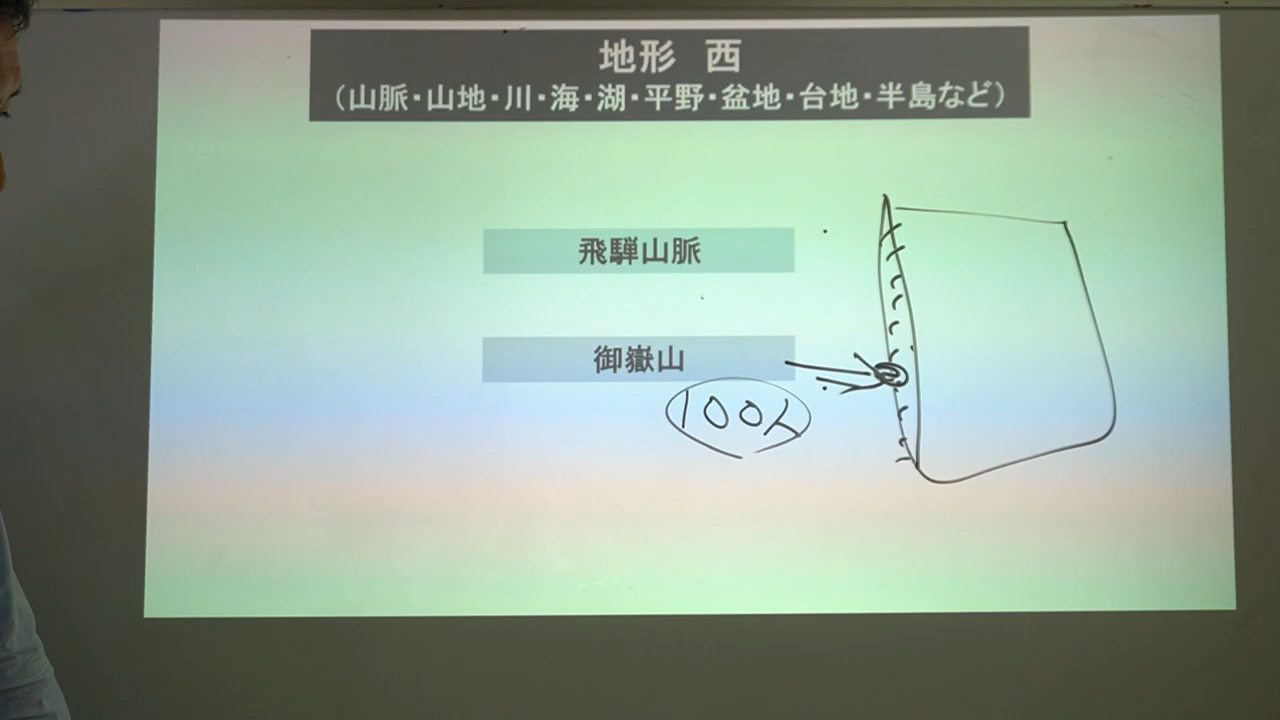 地形 西
（山脈・山地・川・海・湖・平野・盆地・台地・半島など）
飛騨山脈
御嶽山
100人